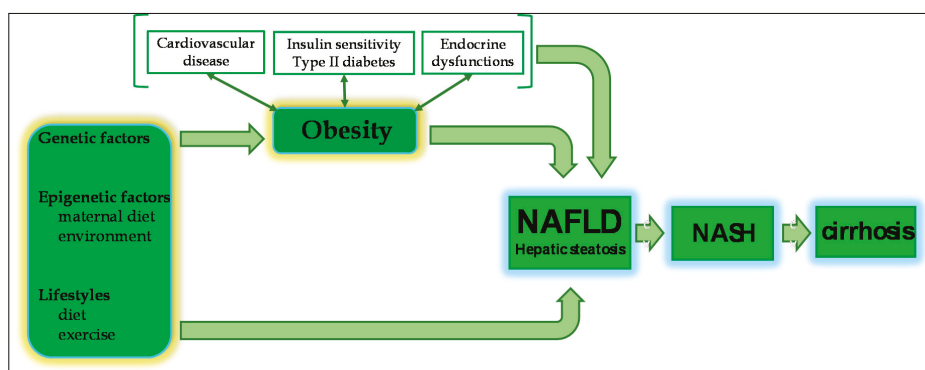 Cardiovascular
disease
Insulin sensitivity
Type II diabetes
Endocrine
dysfunctions
Obesity
Genetic factors
Epigenetic factors
maternal diet
environment
Lifestyles
diet
exercise
NAFLD
Hepatic steatosis
NASH
cirrhosis